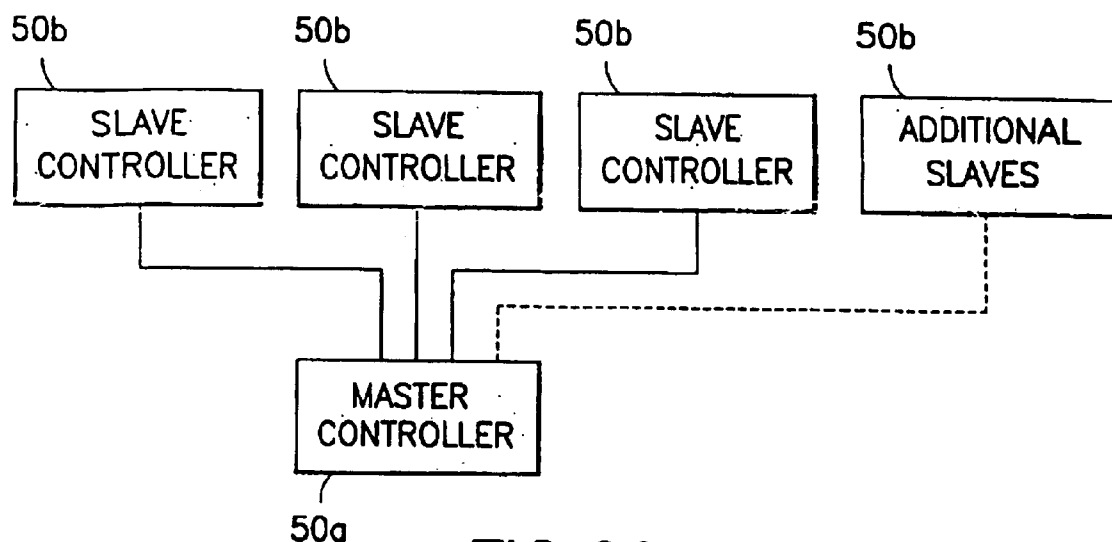 50b 50b 50b 50b
SLAVE CONTROLLER
SLAVE CONTROLLER
SLAVE CONTROLLER
ADDITIONAL SLAVES
MASTER CONTROLLER
50a